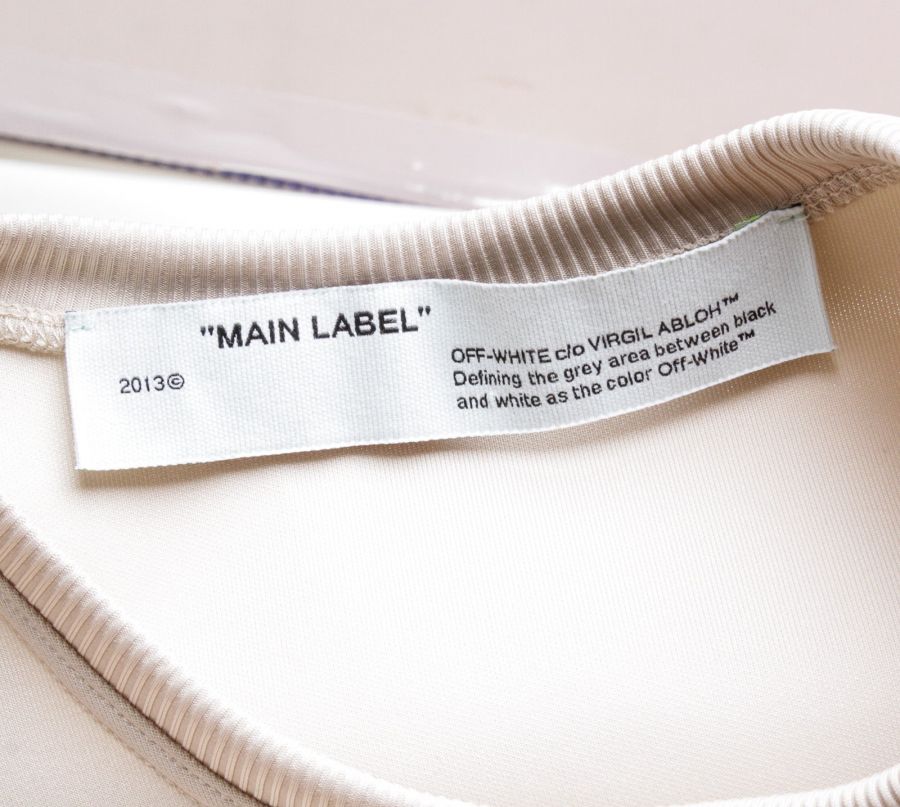 "MAIN LABEL"
2013©
OFF-WHITE c/o VIRGIL ABLOH™
Defining the grey area between black
and white as the color Off-White™